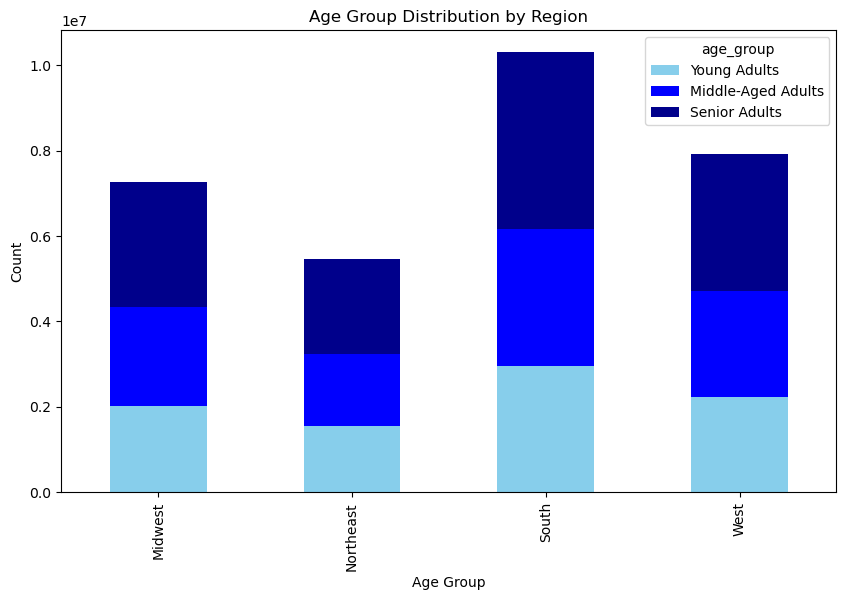 Age Group Distribution by Region
1e7
1.0
0.8
0.6
0.4
0.2
0.0
Count
age_group
Young Adults
Middle-Aged Adults
Senior Adults
Midwest
Northeast
South
West
Age Group